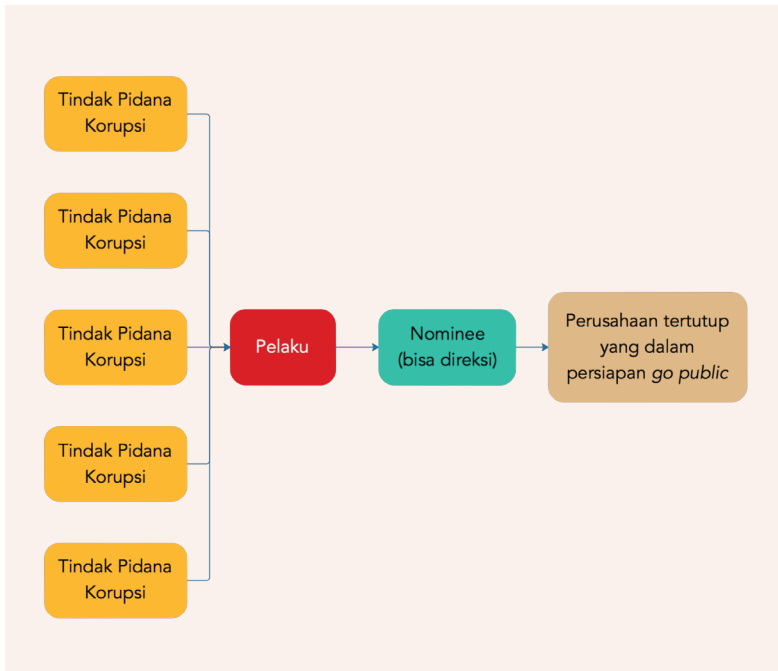 Tindak Pidana
Korupsi
Tindak Pidana
Korupsi
Tindak Pidana
Korupsi
Pelaku
Nominee
(bisa direksi)
Perusahaan tertutup
yang dalam
persiapan go public
Tindak Pidana
Korupsi
Tindak Pidana
Korupsi